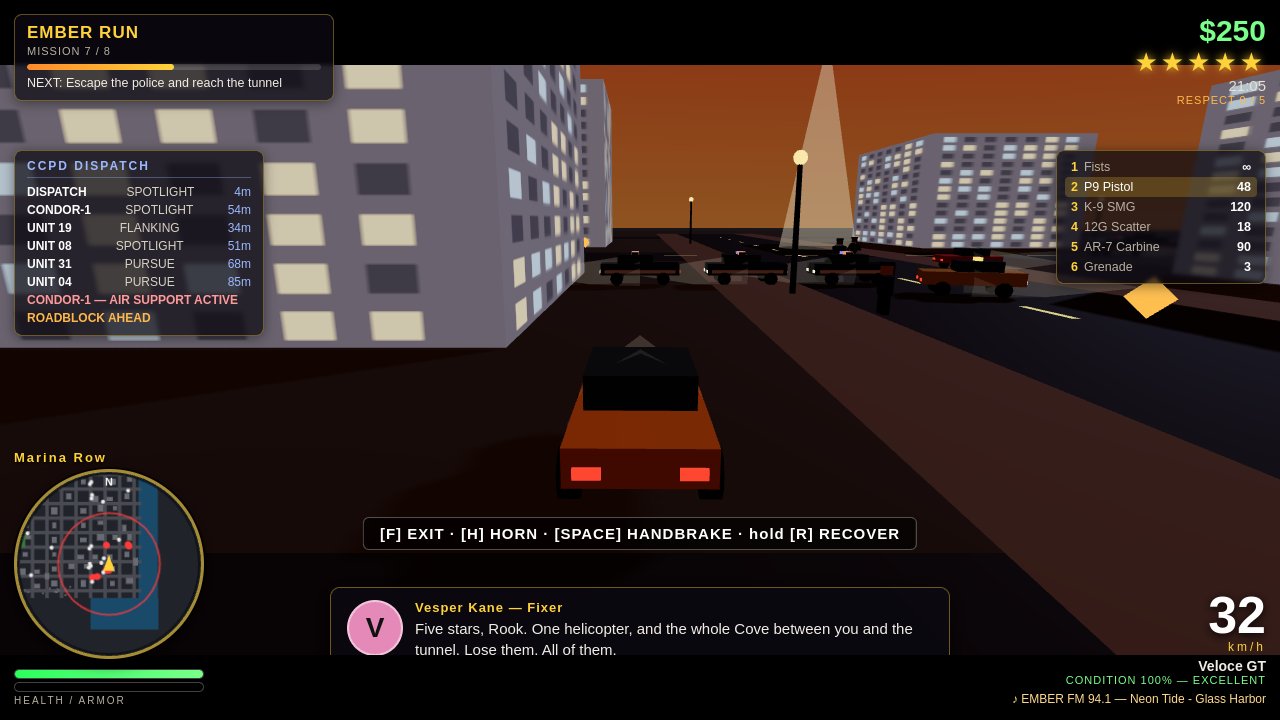 EMBER RUN
MISSION 7 / 8
NEXT: Escape the police and reach the tunnel
$250
★★★★★
21:05
RESPECT 0 / 5
CCPD DISPATCH
DISPATCH SPOTLIGHT 4m
CONDOR-1 SPOTLIGHT 54m
UNIT 19 FLANKING 34m
UNIT 08 SPOTLIGHT 51m
UNIT 31 PURSUE 68m
UNIT 04 PURSUE 85m
CONDOR-1 — AIR SUPPORT ACTIVE
ROADBLOCK AHEAD
1 Fists ∞
2 P9 Pistol 48
3 K-9 SMG 120
4 12G Scatter 18
5 AR-7 Carbine 90
6 Grenade 3
Marina Row
N
[F] EXIT · [H] HORN · [SPACE] HANDBRAKE · hold [R] RECOVER
V
Vesper Kane — Fixer
Five stars, Rook. One helicopter, and the whole Cove between you and the
tunnel. Lose them. All of them.
HEALTH / ARMOR
32
km/h
Veloce GT
CONDITION 100% — EXCELLENT
♪ EMBER FM 94.1 — Neon Tide - Glass Harbor